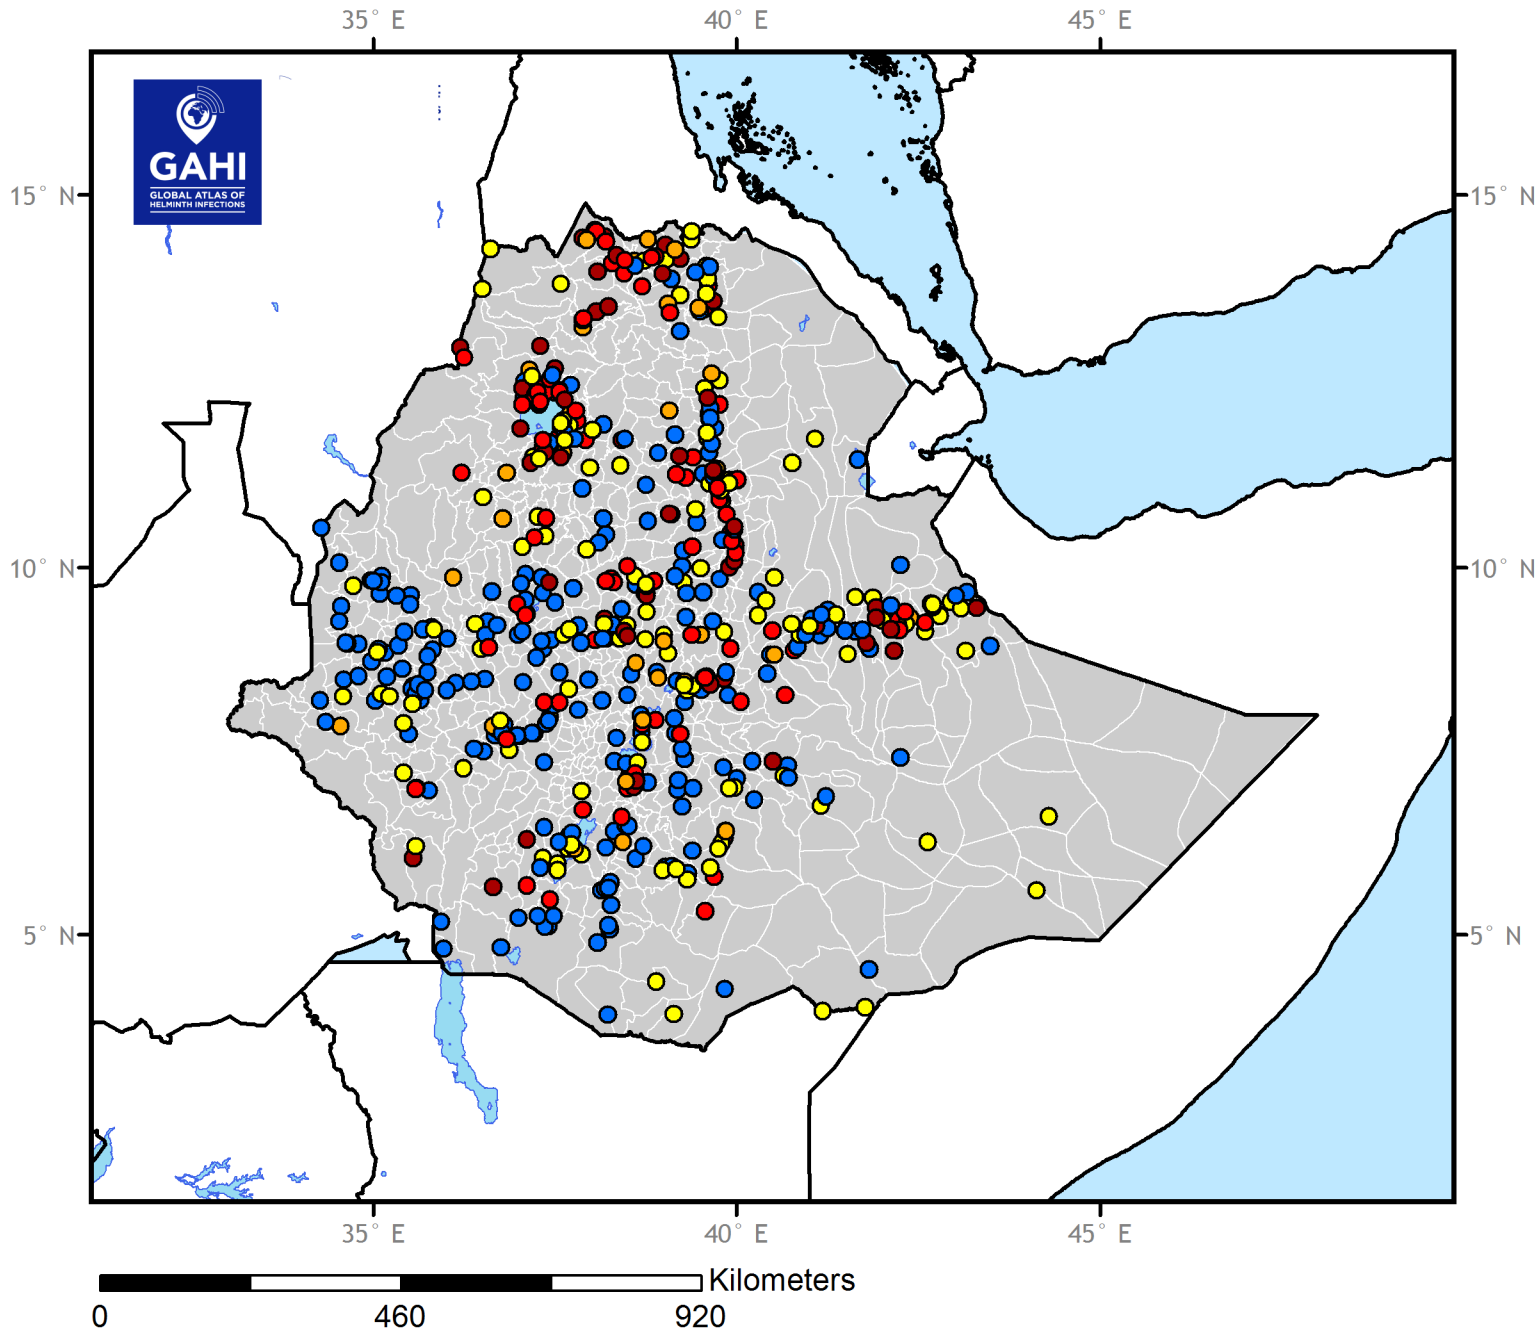 35° E 40° E 45° E
GAHI
GLOBAL ATLAS OF
HELMINTH INFECTIONS
15° N 15° N
10° N 10° N
5° N 5° N
35° E 40° E 45° E
Kilometers
0 460 920